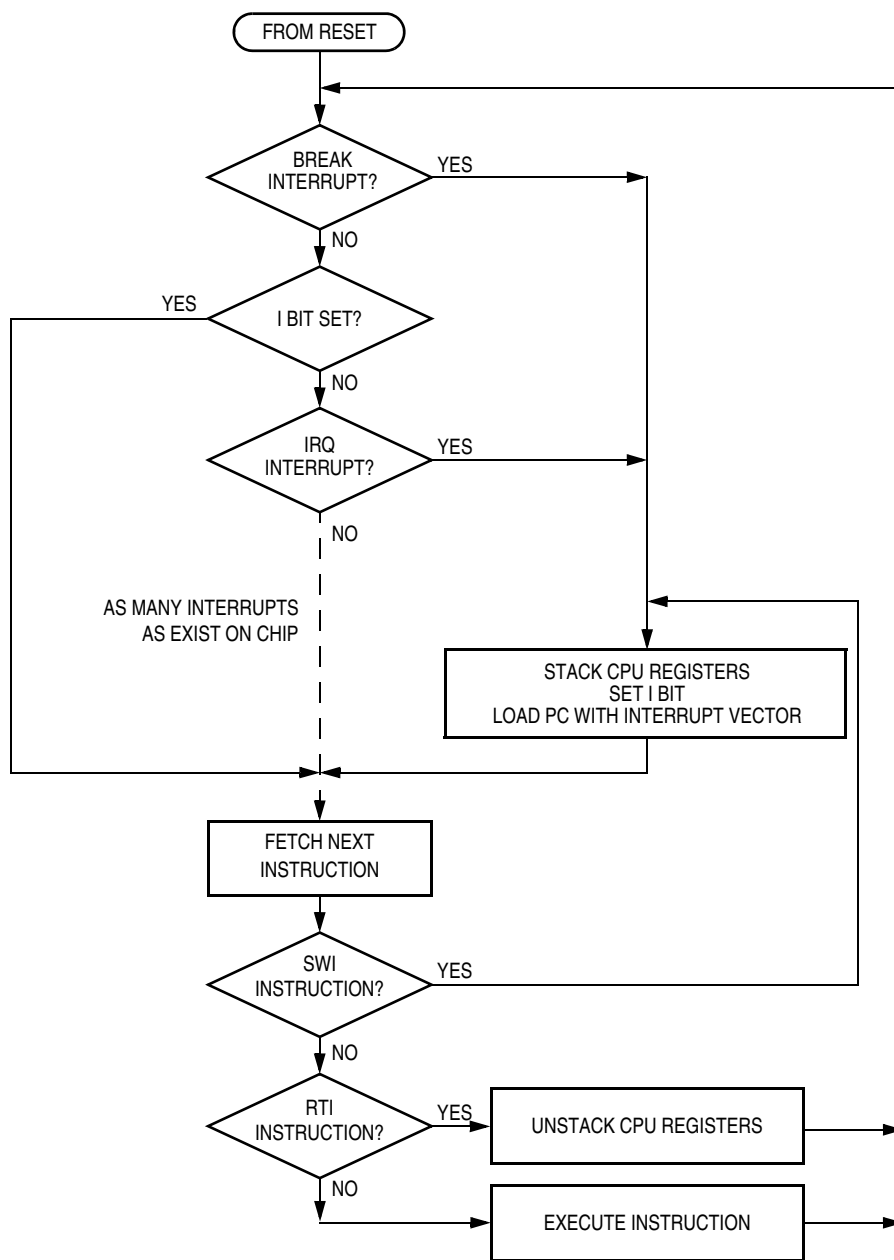 FROM RESET
BREAK
INTERRUPT?
YES
NO
I BIT SET?
YES
NO
IRQ
INTERRUPT?
YES
NO
AS MANY INTERRUPTS
AS EXIST ON CHIP
STACK CPU REGISTERS
SET I BIT
LOAD PC WITH INTERRUPT VECTOR
FETCH NEXT
INSTRUCTION
SWI
INSTRUCTION?
YES
NO
RTI
INSTRUCTION?
YES
UNSTACK CPU REGISTERS
NO
EXECUTE INSTRUCTION